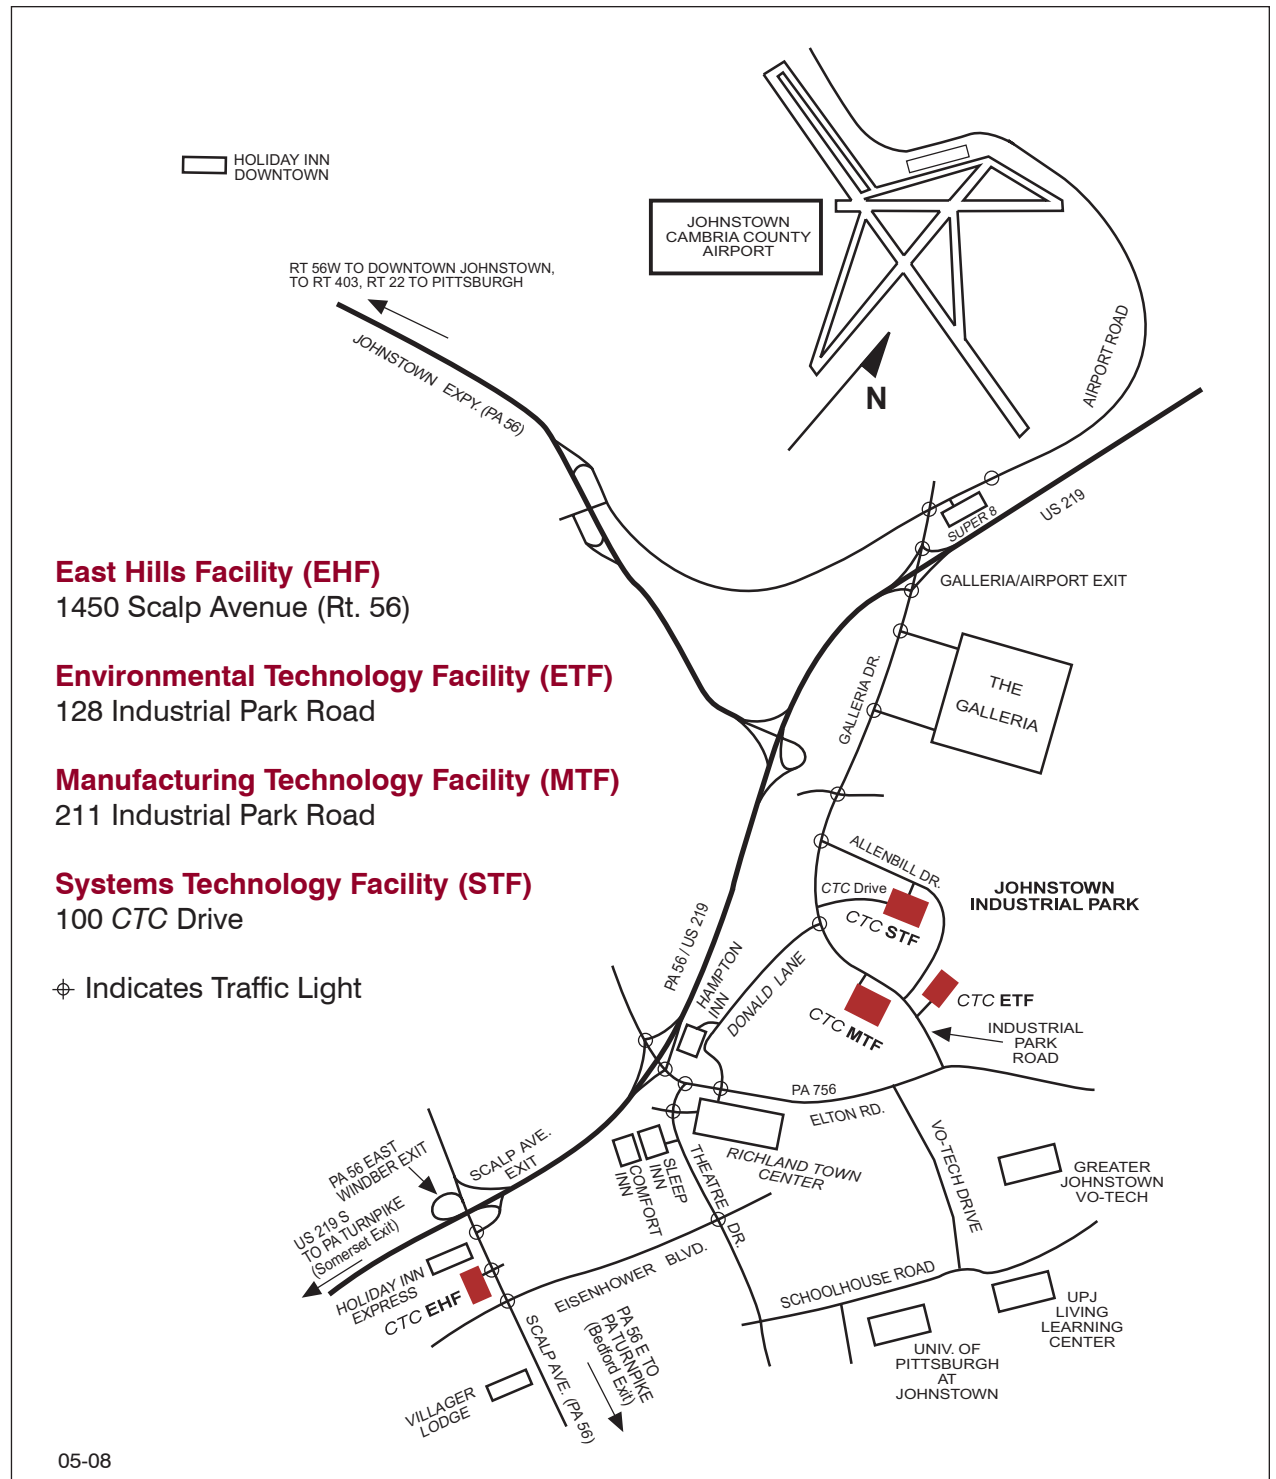 HOLIDAY INN
DOWNTOWN
JOHNSTOWN
CAMBRIA COUNTY
AIRPORT
RT 56W TO DOWNTOWN JOHNSTOWN,
TO RT 403, RT 22 TO PITTSBURGH
JOHNSTOWN EXPY. (PA 56)
N
AIRPORT ROAD
US 219
SUPER 8
GALLERIA/AIRPORT EXIT
East Hills Facility (EHF)
1450 Scalp Avenue (Rt. 56)
Environmental Technology Facility (ETF)
128 Industrial Park Road
Manufacturing Technology Facility (MTF)
211 Industrial Park Road
Systems Technology Facility (STF)
100 CTC Drive
Indicates Traffic Light
THE
GALLERIA
GALLERIA DR.
ALLENBILL DR.
CTC Drive
CTC STF
JOHNSTOWN
INDUSTRIAL PARK
PA 56 / US 219
HAMPTON
INN
DONALD LANE
CTC MTF
CTC ETF
INDUSTRIAL
PARK
ROAD
PA 756
ELTON RD.
RICHLAND TOWN
CENTER
VO-TECH DRIVE
GREATER
JOHNSTOWN
VO-TECH
SCALP AVE.
EXIT
PA 56 EAST
WINDBER EXIT
US 219 S
TO PA TURNPIKE
(Somerset Exit)
COMFORT
INN
SLEEP
INN
THEATRE DR.
HOLIDAY INN
EXPRESS
CTC EHF
EISENHOWER BLVD.
SCHOOLHOUSE ROAD
UPJ
LIVING
LEARNING
CENTER
UNIV. OF
PITTSBURGH
AT
JOHNSTOWN
SCALP AVE. (PA 56)
PA 56 E TO
PA TURNPIKE
(Bedford Exit)
VILLAGER
LODGE
05-08